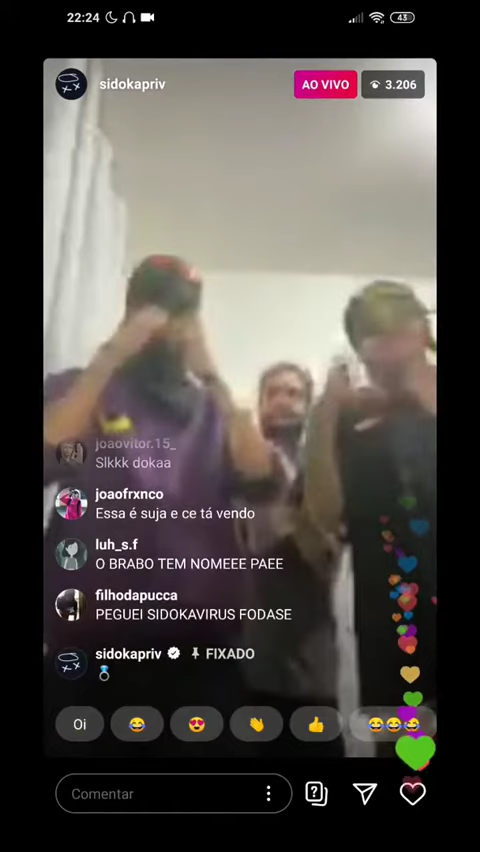 22:24
43
sidokapriv
AO VIVO
3.206
joaovitor.15_
Slkkk dokaa
joaofrxnco
Essa é suja e ce tá vendo
luh_s.f
O BRABO TEM NOMEEE PAEE
filhodapucca
PEGUEI SIDOKAVIRUS FODASE
sidokapriv FIXADO
Oi
Comentar